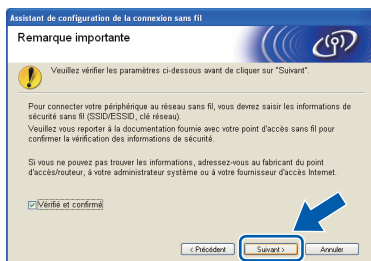 Assistant de configuration de la connexion sans fil
Remarque importante
Veuillez vérifier les paramètres ci-dessous avant de cliquer sur "Suivant".
Pour connecter votre périphérique au réseau sans fil, vous devrez saisir les informations de
sécurité sans fil (SSID/ESSID, clé réseau).
Veuillez vous reporter à la documentation fournie avec votre point d'accès sans fil pour
confirmer la vérification des informations de sécurité.
Si vous ne pouvez pas trouver les informations, adressez-vous au fabricant du point
d'accès/routeur, à votre administrateur système ou à votre fournisseur d'accès Internet.
Vérifié et confirmé
< Précédent
Suivant >
Annuler